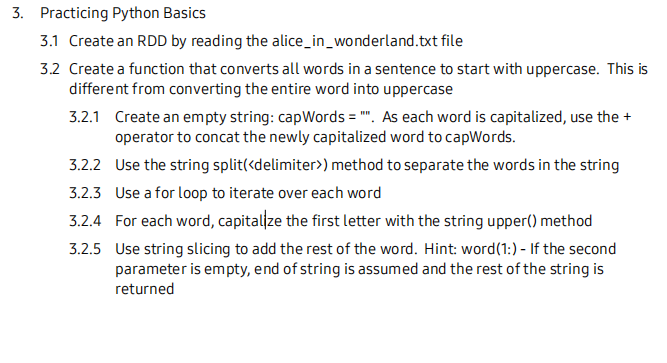 3. Practicing Python Basics
3.1 Create an RDD by reading the alice_in_wonderland.txt file
3.2 Create a function that converts all words in a sentence to start with uppercase. This is
different from converting the entire word into uppercase
3.2.1 Create an empty string: capWords = "". As each word is capitalized, use the +
operator to concat the newly capitalized word to capWords.
3.2.2 Use the string split(<delimiter>) method to separate the words in the string
3.2.3 Use a for loop to iterate over each word
3.2.4 For each word, capitalize the first letter with the string upper() method
3.2.5 Use string slicing to add the rest of the word. Hint: word(1:) - If the second
parameter is empty, end of string is assumed and the rest of the string is
returned